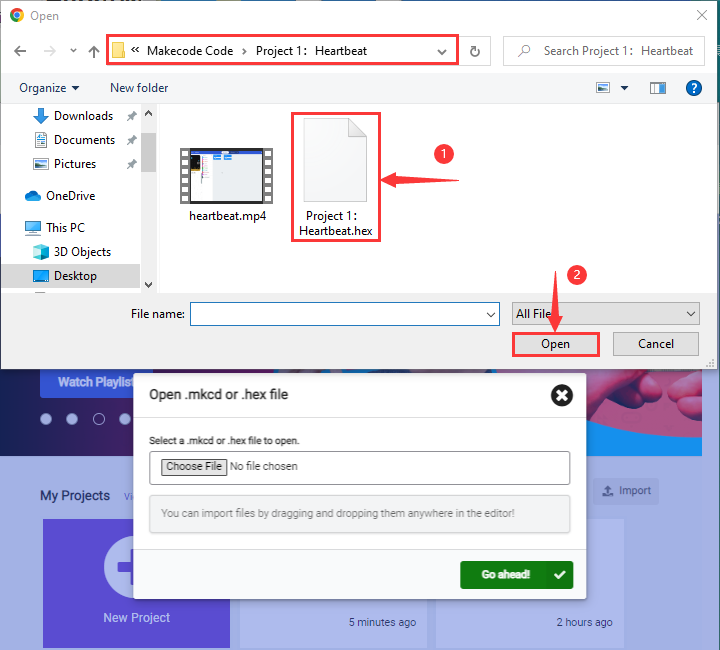 Open
« Makecode Code › Project 1： Heartbeat
Search Project 1： Heartbeat
Organize
New folder
?
Downloads
Documents
Pictures
OneDrive
This PC
3D Objects
Desktop
heartbeat.mp4
Project 1：
Heartbeat.hex
1
2
File name:
All File
Open
Cancel
Watch Playlist
Open .mkcd or .hex file
Select a .mkcd or .hex file to open.
Choose File No file chosen
You can import files by dragging and dropping them anywhere in the editor!
Go ahead!
My Projects
Import
New Project
5 minutes ago
2 hours ago